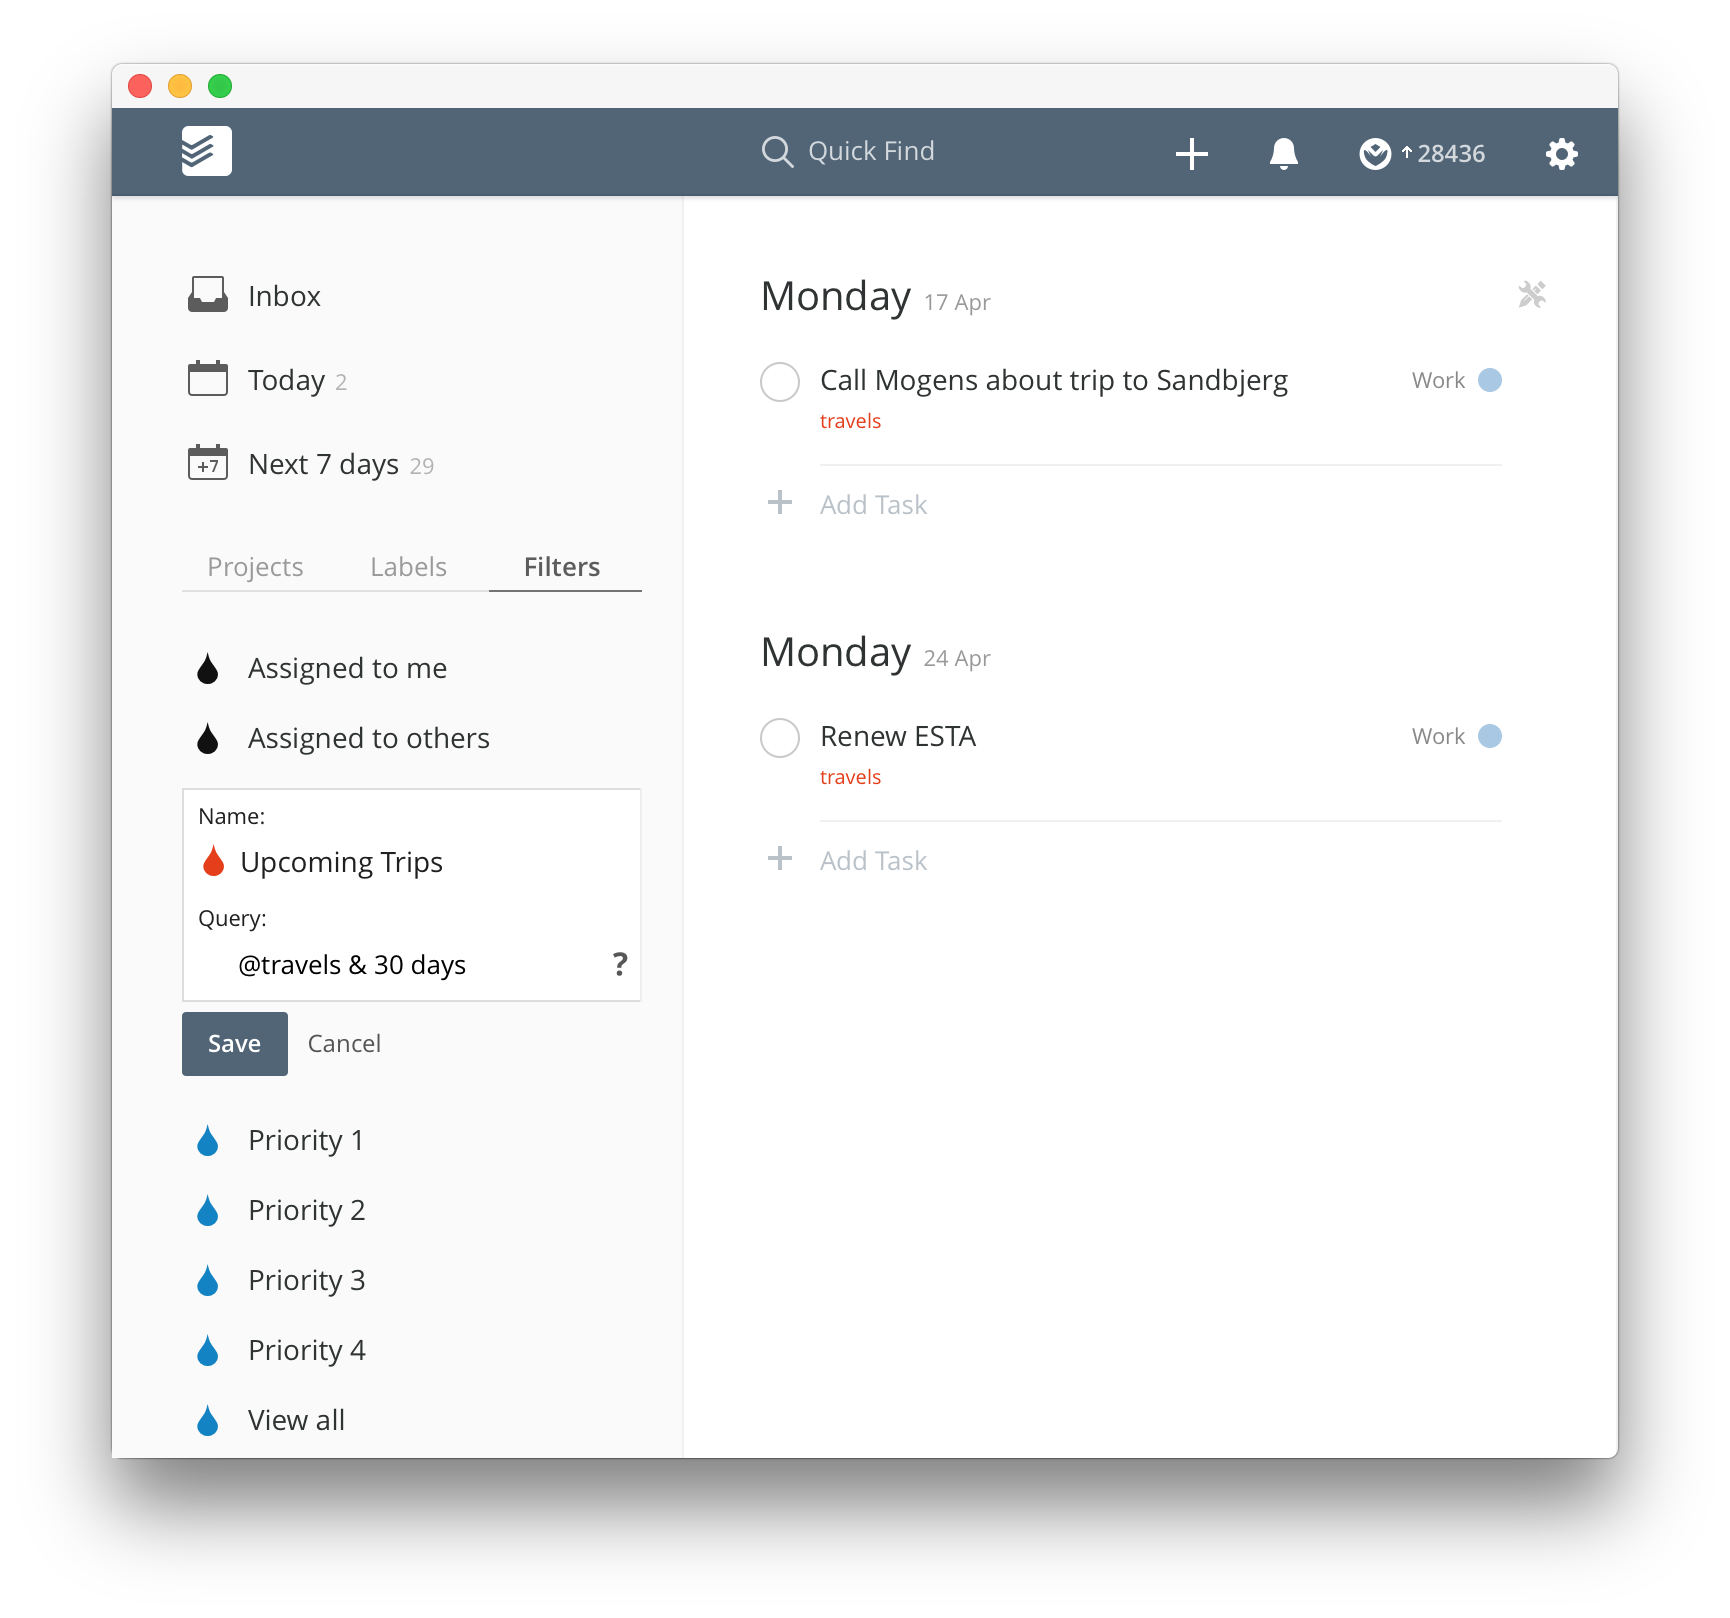 Quick Find
28436
Inbox
Today 2
+7 Next 7 days 29
Projects Labels Filters
Assigned to me
Assigned to others
Name:
Upcoming Trips
Query:
@travels & 30 days ?
Save Cancel
Priority 1
Priority 2
Priority 3
Priority 4
View all
Monday 17 Apr
Call Mogens about trip to Sandbjerg Work
travels
Add Task
Monday 24 Apr
Renew ESTA Work
travels
Add Task